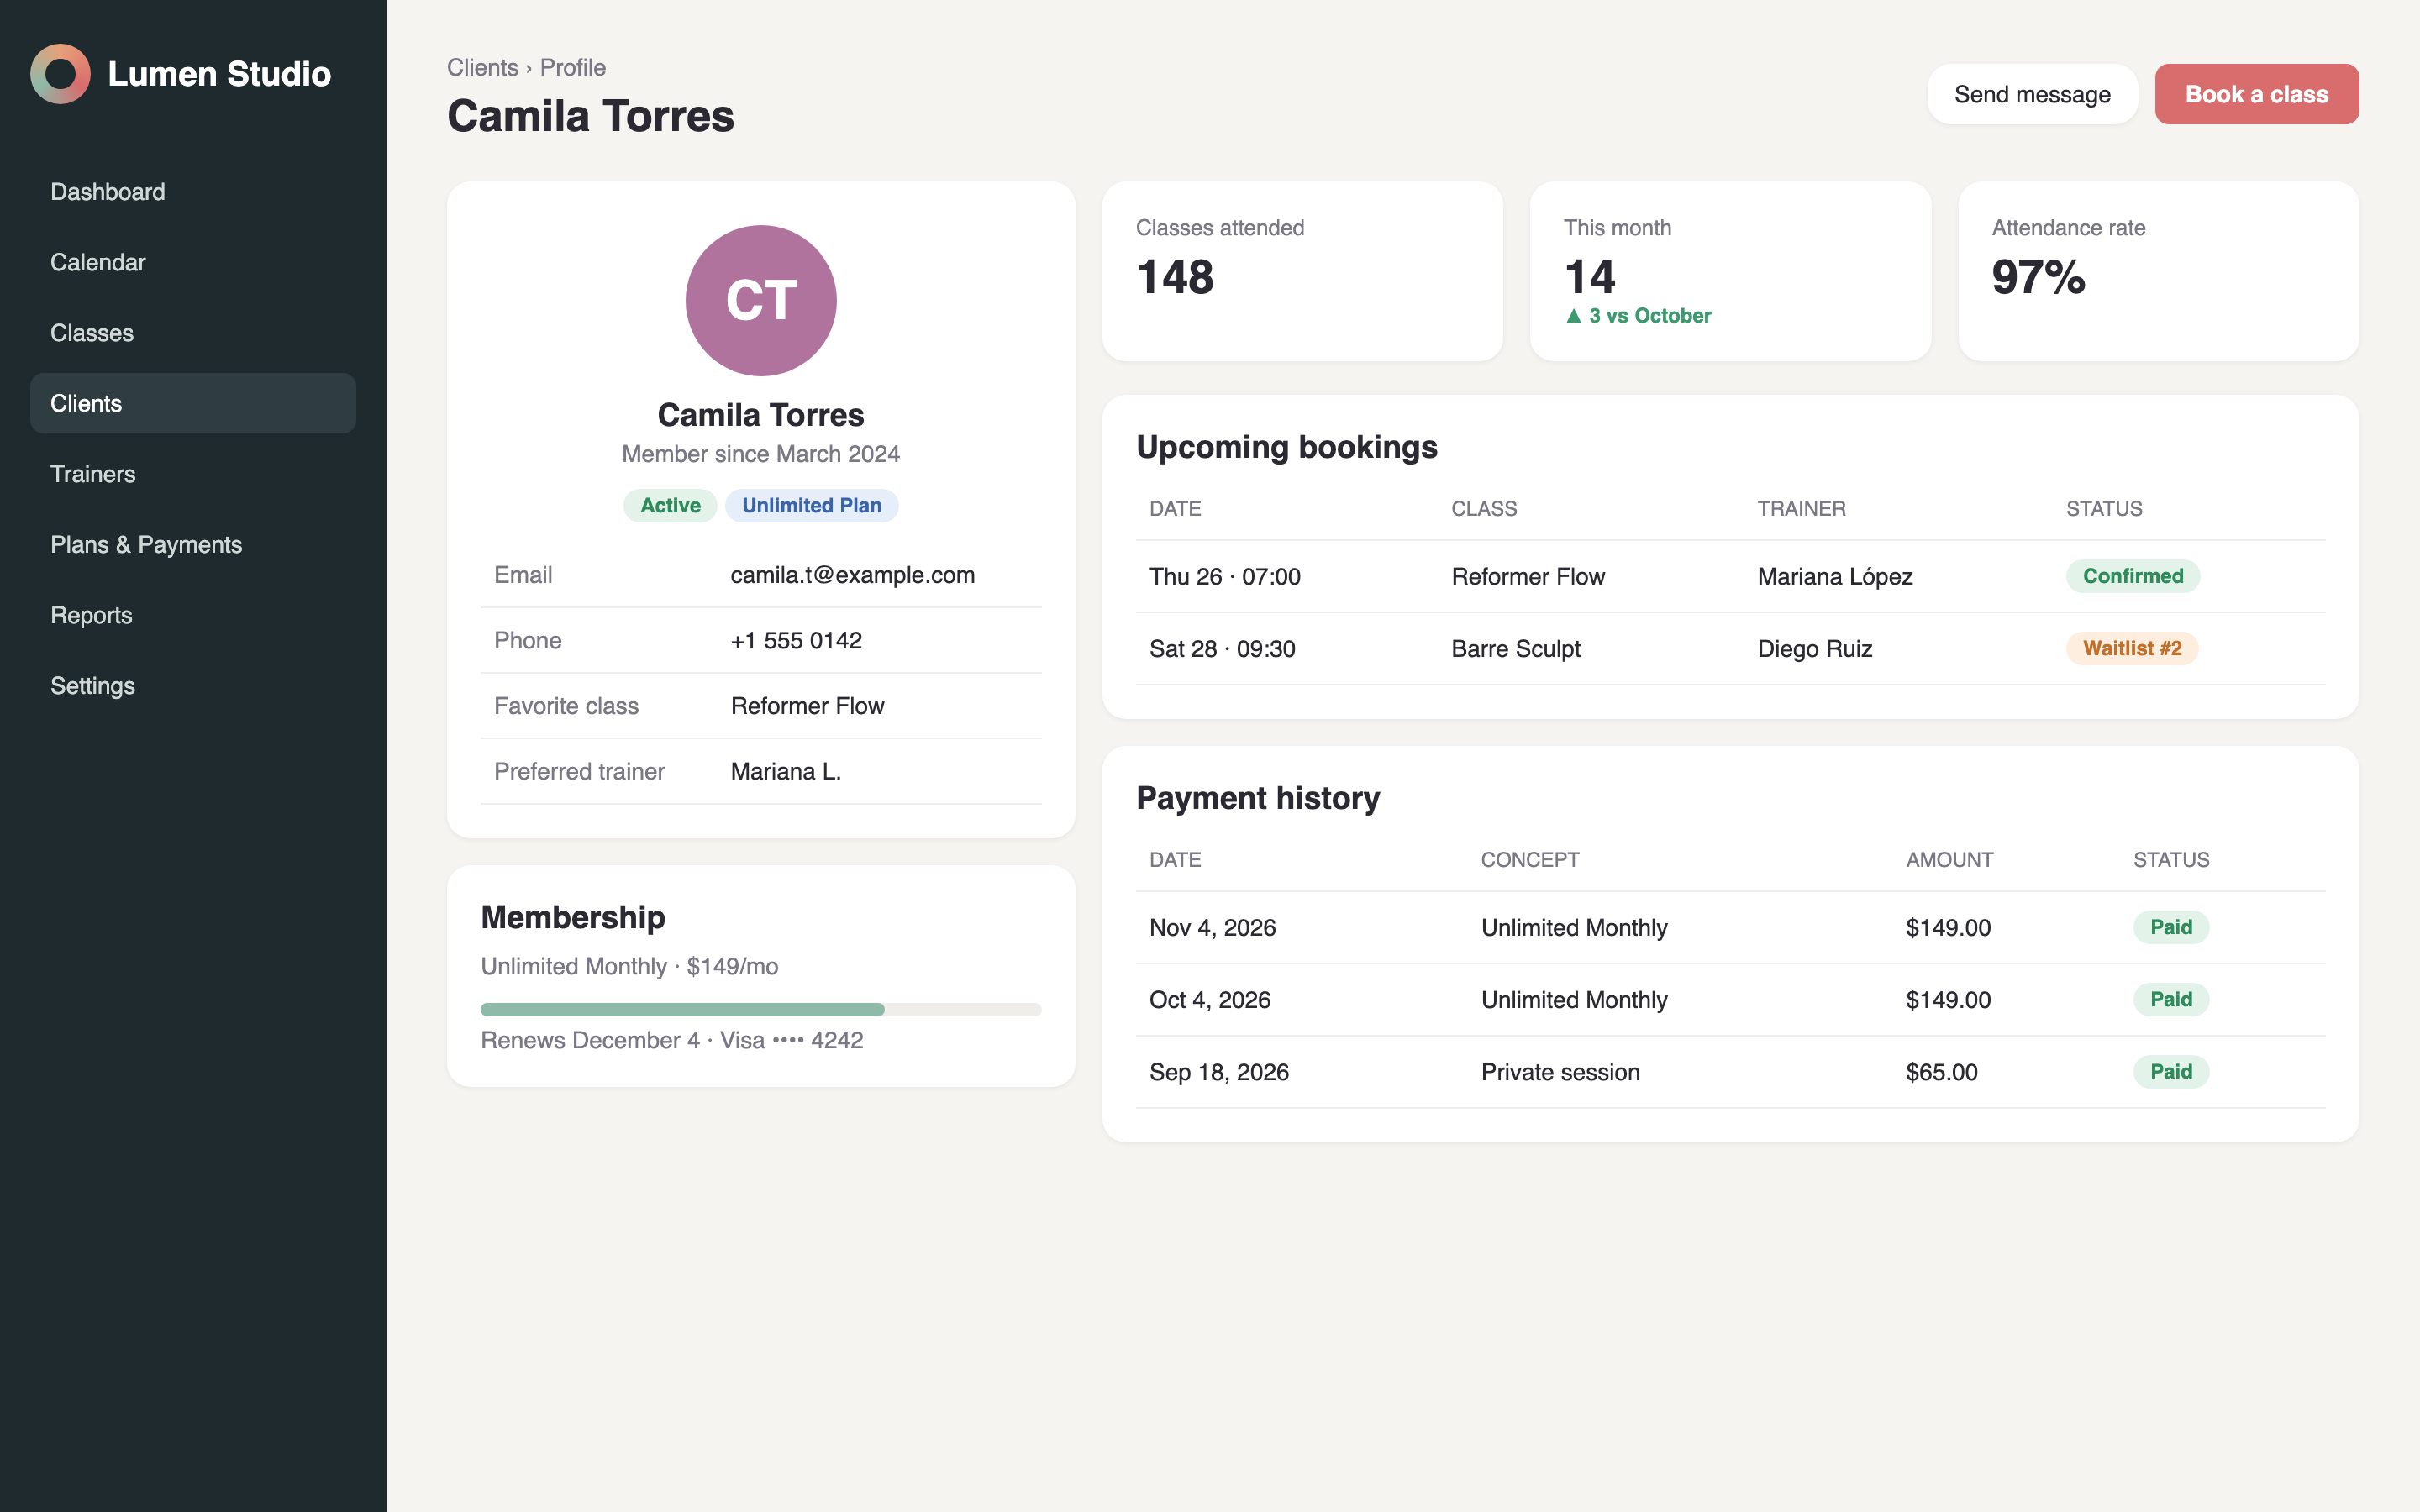 Lumen Studio
Dashboard
Calendar
Classes
Clients
Trainers
Plans & Payments
Reports
Settings
Clients › Profile
Camila Torres
Send message
Book a class
CT
Camila Torres
Member since March 2024
Active Unlimited Plan
Email camila.t@example.com
Phone +1 555 0142
Favorite class Reformer Flow
Preferred trainer Mariana L.
Membership
Unlimited Monthly · $149/mo
Renews December 4 · Visa •••• 4242
Classes attended
148
This month
14
▲ 3 vs October
Attendance rate
97%
Upcoming bookings
DATE CLASS TRAINER STATUS
Thu 26 · 07:00 Reformer Flow Mariana López Confirmed
Sat 28 · 09:30 Barre Sculpt Diego Ruiz Waitlist #2
Payment history
DATE CONCEPT AMOUNT STATUS
Nov 4, 2026 Unlimited Monthly $149.00 Paid
Oct 4, 2026 Unlimited Monthly $149.00 Paid
Sep 18, 2026 Private session $65.00 Paid